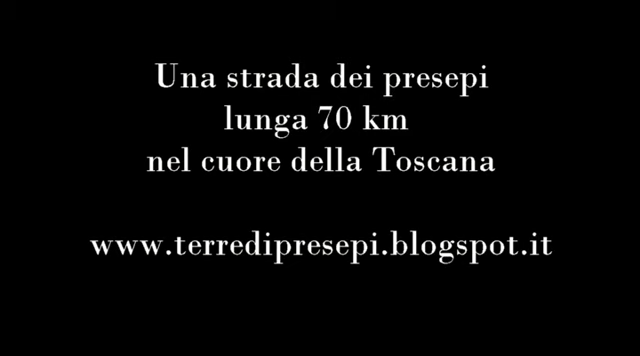 Una strada dei presepi
lunga 70 km
nel cuore della Toscana
www.terredipresepi.blogspot.it